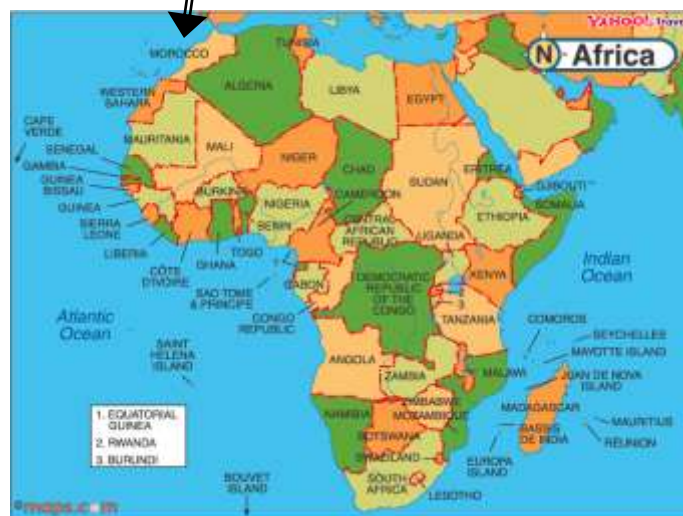 YAHOO! Travel
N Africa
MOROCCO
TUNISIA
ALGERIA
LIBYA
EGYPT
WESTERN
SAHARA
CAPE
VERDE
MAURITANIA
MALI
NIGER
CHAD
SUDAN
ERITREA
DJIBOUTI
SOMALIA
SENEGAL
GAMBIA
GUINEA
BISSAU
GUINEA
SIERRA
LEONE
LIBERIA
CÔTE
D'IVOIRE
GHANA
TOGO
BURKINA
NIGERIA
BENIN
CAMEROON
CENTRAL
AFRICAN
REPUBLIC
ETHIOPIA
UGANDA
KENYA
SAO TOME
& PRINCIPE
GABON
CONGO
REPUBLIC
DEMOCRATIC
REPUBLIC
OF THE
CONGO
TANZANIA
Indian
Ocean
Atlantic
Ocean
SAINT
HELENA
ISLAND
ANGOLA
ZAMBIA
MALAWI
COMOROS
SEYCHELLES
MAYOTTE ISLAND
JUAN DE NOVA
ISLAND
MADAGASCAR
ZIMBABWE
MOZAMBIQUE
NAMIBIA
BOTSWANA
BASSAS
DE INDIA
MAURITIUS
REUNION
EUROPA
ISLAND
SWAZILAND
SOUTH
AFRICA
LESOTHO
BOUVET
ISLAND
1
2
3
1. EQUATORIAL
GUINEA
2. RWANDA
3. BURUNDI
©maps.com